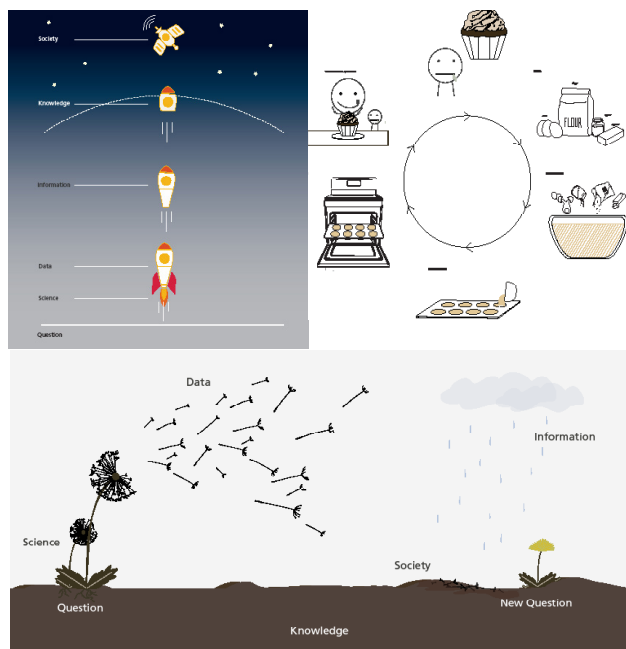 Society
Knowledge
Information
Data
Science
Question
FLOUR
Data
Information
Science
Society
Question
New Question
Knowledge